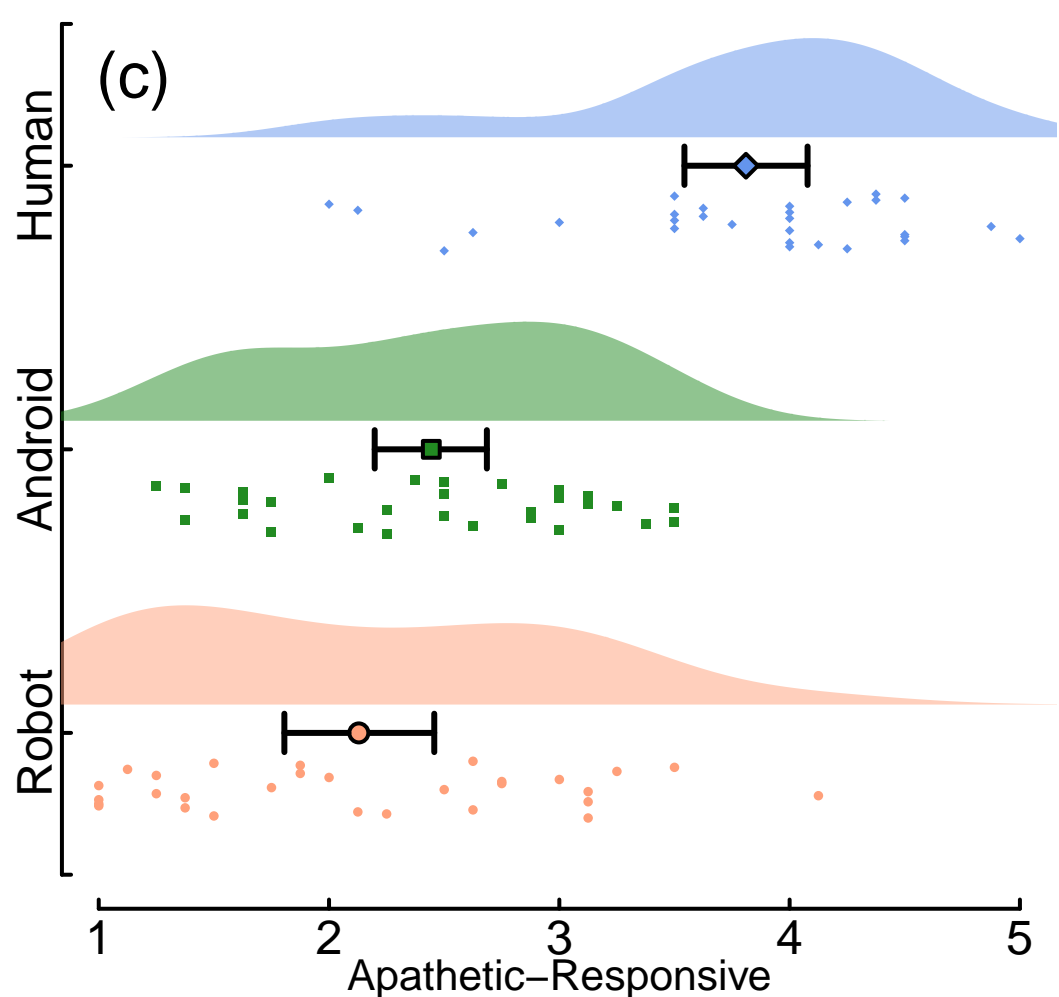 (c)
Human
Android
Robot
1 2 3 4 5
Apathetic−Responsive